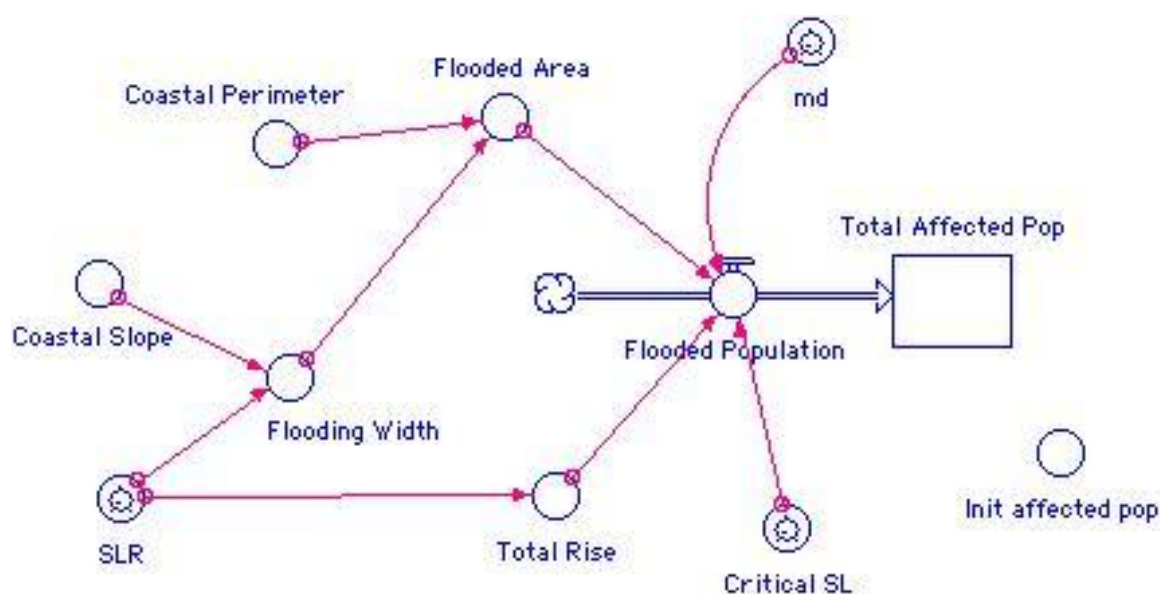 md
Flooded Area
Coastal Perimeter
Total Affected Pop
Coastal Slope
Flooded Population
Flooding Width
Init affected pop
SLR
Total Rise
Critical SL